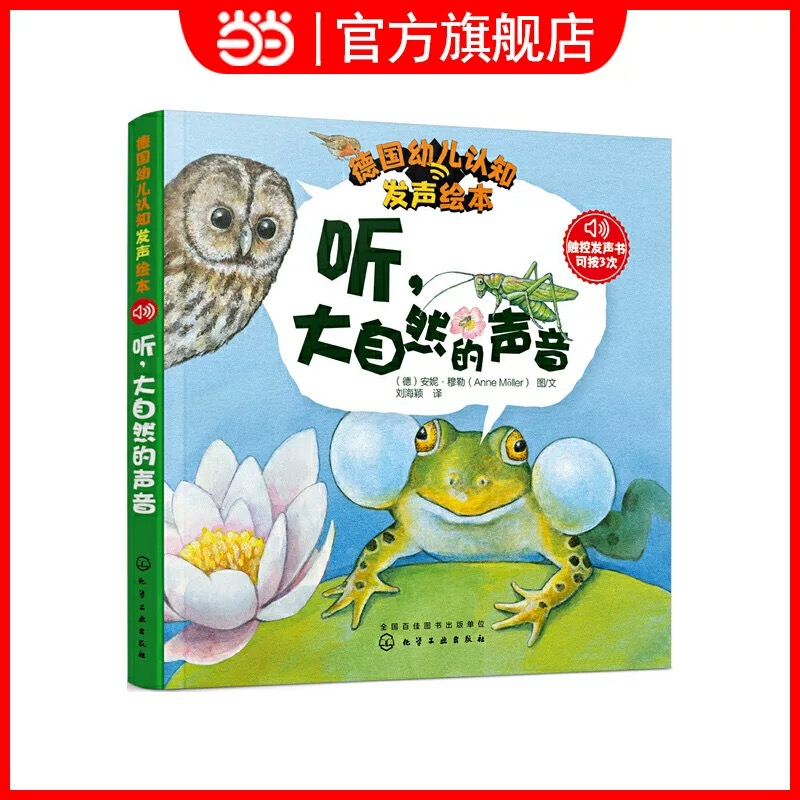 当当 官方旗舰店
德国幼儿认知
发声绘本
听,
大自然的声音
(德)安妮·穆勒(Anne Möller) 图/文
刘海颖 译
触控发声书
可按3次
全国百佳图书出版单位
化学工业出版社
德国幼儿认知发声绘本
听,大自然的声音
化学工业出版社